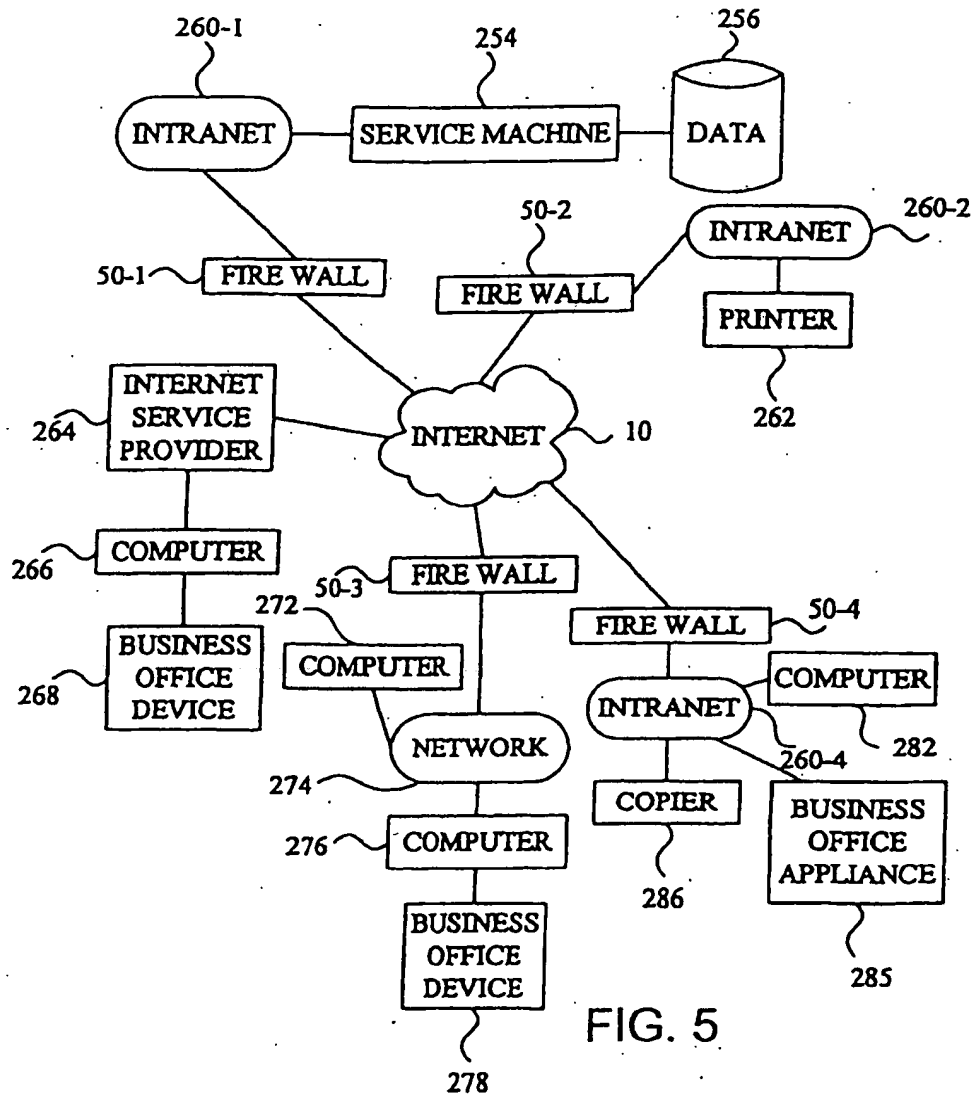 260-1
254
256
INTRANET
SERVICE MACHINE
DATA
50-2
260-2
INTRANET
50-1
FIRE WALL
FIRE WALL
PRINTER
INTERNET
SERVICE
PROVIDER
264
262
INTERNET
10
COMPUTER
266
FIRE WALL
50-3
272
50-4
FIRE WALL
BUSINESS
OFFICE
DEVICE
268
COMPUTER
COMPUTER
INTRANET
282
260-4
NETWORK
274
COPIER
BUSINESS
OFFICE
APPLIANCE
276
COMPUTER
286
285
BUSINESS
OFFICE
DEVICE
278
FIG. 5